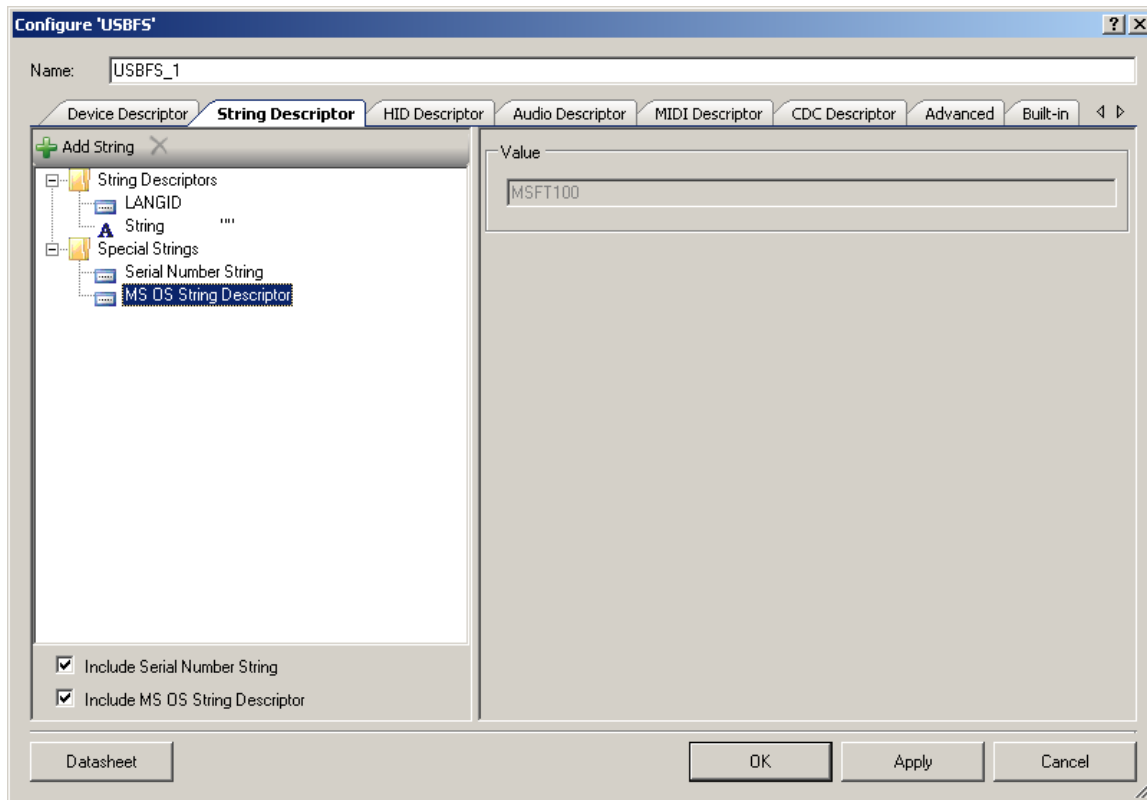 Configure 'USBFS'
Name: USBFS_1
Device Descriptor String Descriptor HID Descriptor Audio Descriptor MIDI Descriptor CDC Descriptor Advanced Built-in
Add String
String Descriptors
LANGID
String ""
Special Strings
Serial Number String
MS OS String Descriptor
Include Serial Number String
Include MS OS String Descriptor
Value
MSFT100
Datasheet OK Apply Cancel